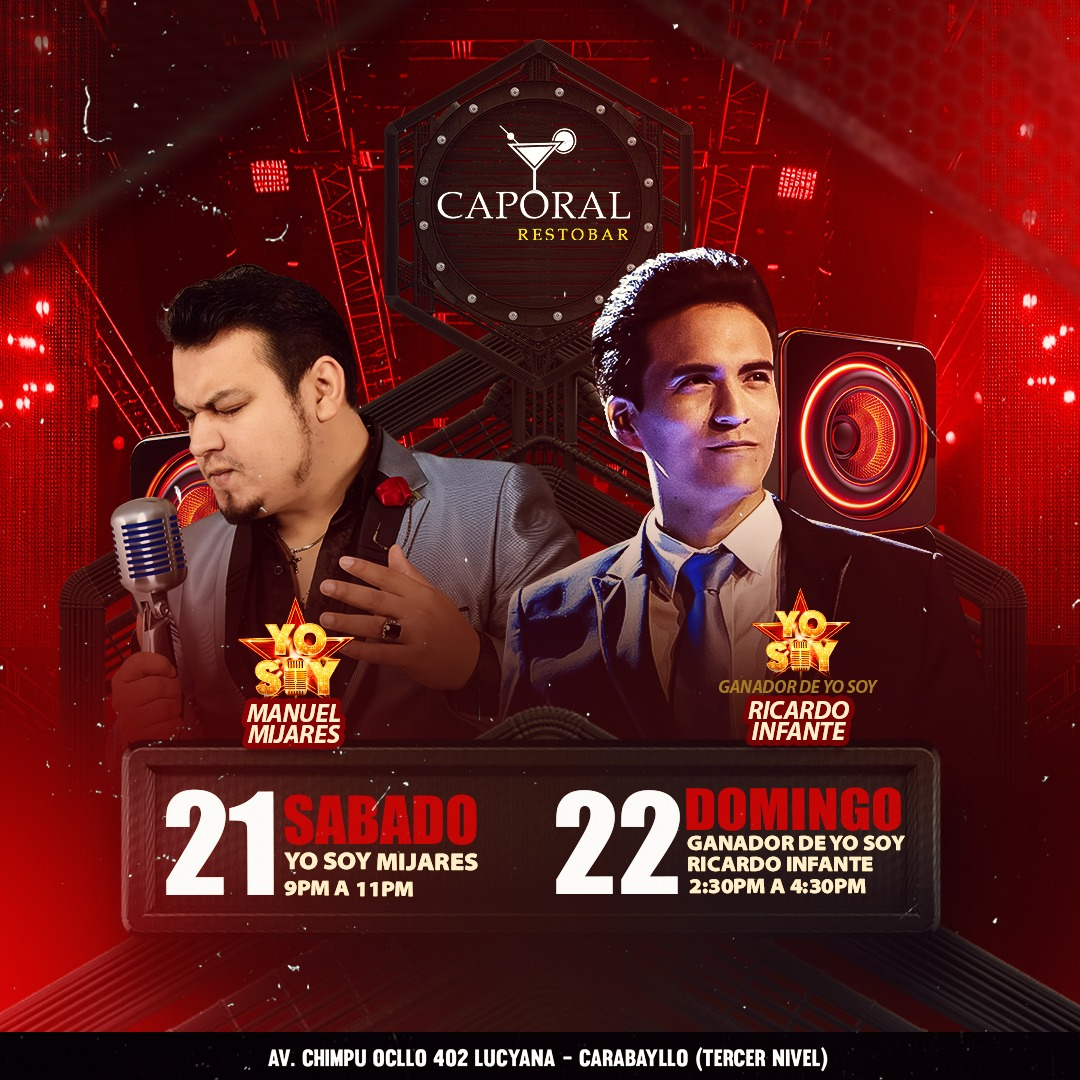 CAPORAL
RESTOBAR
YO
SOY
MANUEL
MIJARES
YO
SOY
GANADOR DE YO SOY
RICARDO
INFANTE
21 SABADO
YO SOY MIJARES
9PM A 11PM
22 DOMINGO
GANADOR DE YO SOY
RICARDO INFANTE
2:30PM A 4:30PM
AV. CHIMPU OCLLO 402 LUCYANA - CARABAYLLO (TERCER NIVEL)